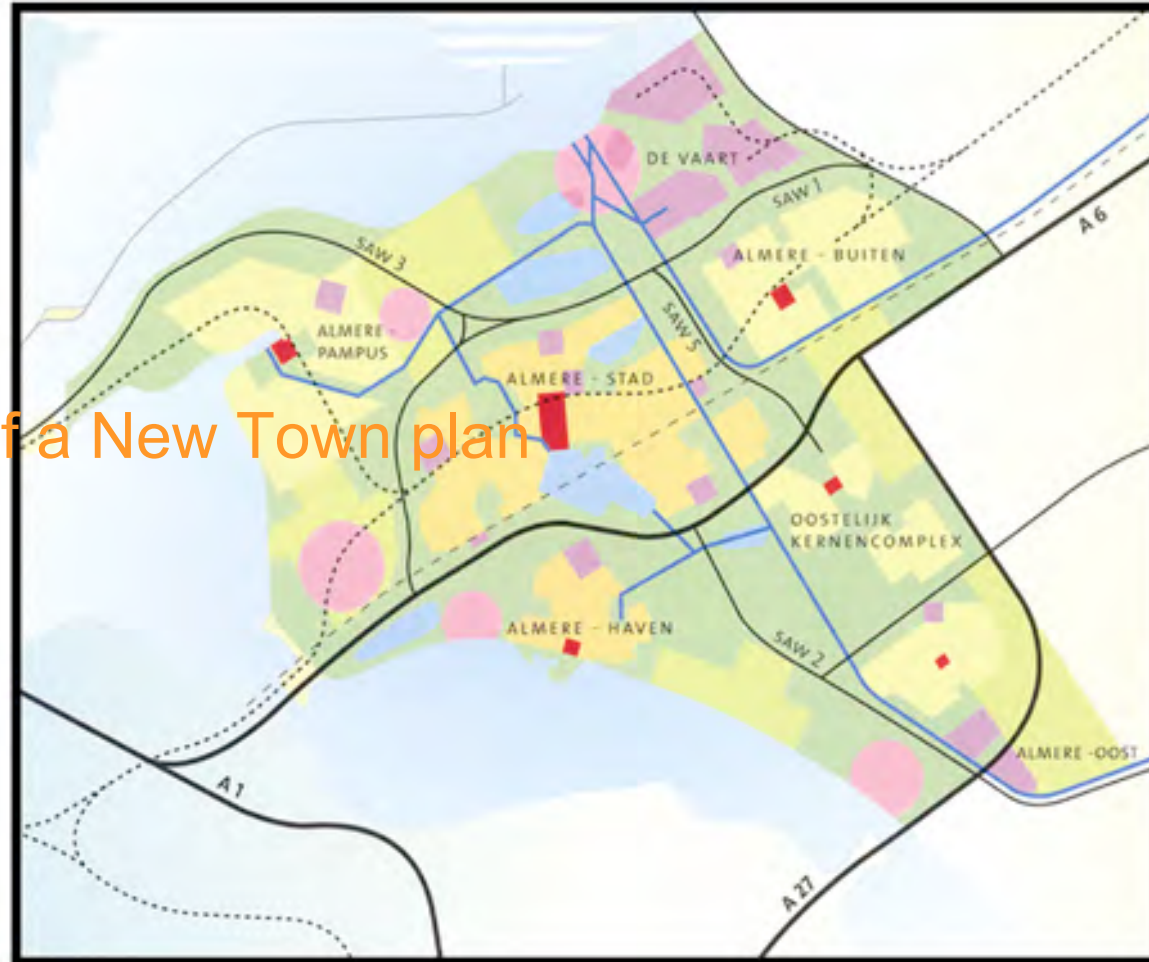 DE VAART
SAW 1
A 6
SAW 3
ALMERE - BUITEN
SAW 5
ALMERE -
PAMPUS
ALMERE - STAD
f a New Town plan
OOSTELIJK
KERNENCOMPLEX
ALMERE - HAVEN
SAW 2
ALMERE -OOST
A 1
A 27